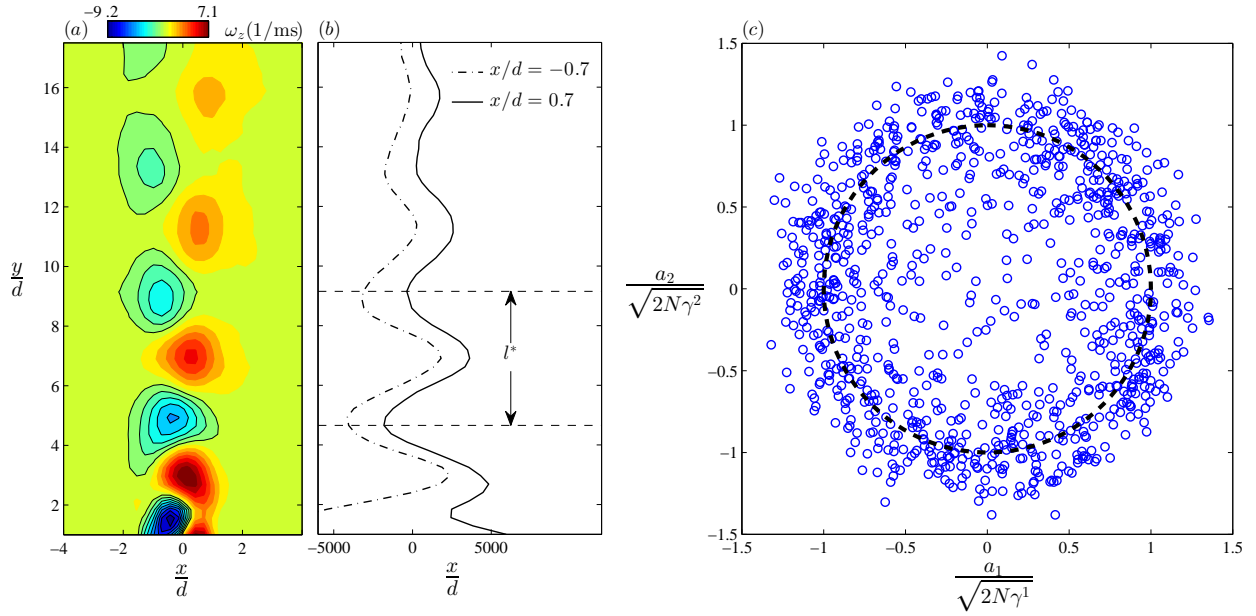 (a) −9.2 7.1 ω_z(1/ms)
16
14
12
10
8
6
4
2
y/d
−4 −2 0 2
x/d
(b)
x/d = −0.7
x/d = 0.7
l*
−5000 0 5000
x/d
(c)
1.5
1
0.5
0
−0.5
−1
−1.5
a_2/√(2Nγ^2)
−1.5 −1 −0.5 0 0.5 1 1.5
a_1/√(2Nγ^1)